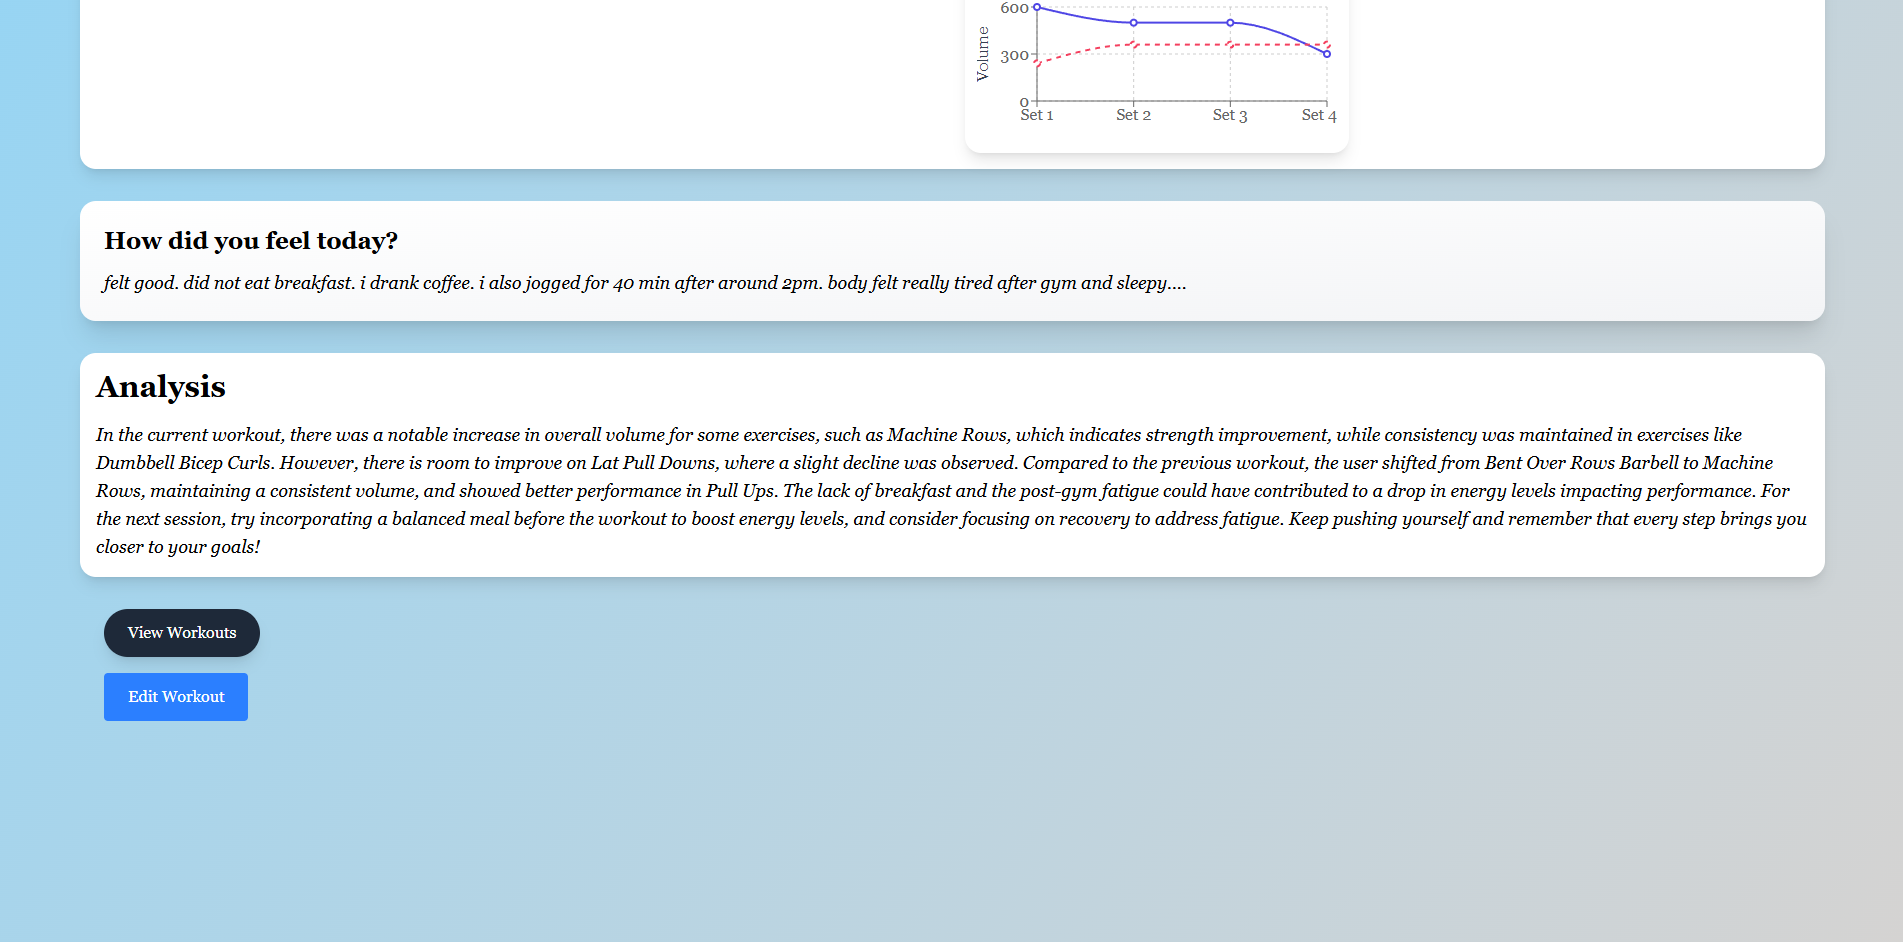 600
300
0
Volume
Set 1 Set 2 Set 3 Set 4
How did you feel today?
felt good. did not eat breakfast. i drank coffee. i also jogged for 40 min after around 2pm. body felt really tired after gym and sleepy....
Analysis
In the current workout, there was a notable increase in overall volume for some exercises, such as Machine Rows, which indicates strength improvement, while consistency was maintained in exercises like
Dumbbell Bicep Curls. However, there is room to improve on Lat Pull Downs, where a slight decline was observed. Compared to the previous workout, the user shifted from Bent Over Rows Barbell to Machine
Rows, maintaining a consistent volume, and showed better performance in Pull Ups. The lack of breakfast and the post-gym fatigue could have contributed to a drop in energy levels impacting performance. For
the next session, try incorporating a balanced meal before the workout to boost energy levels, and consider focusing on recovery to address fatigue. Keep pushing yourself and remember that every step brings you
closer to your goals!
View Workouts
Edit Workout